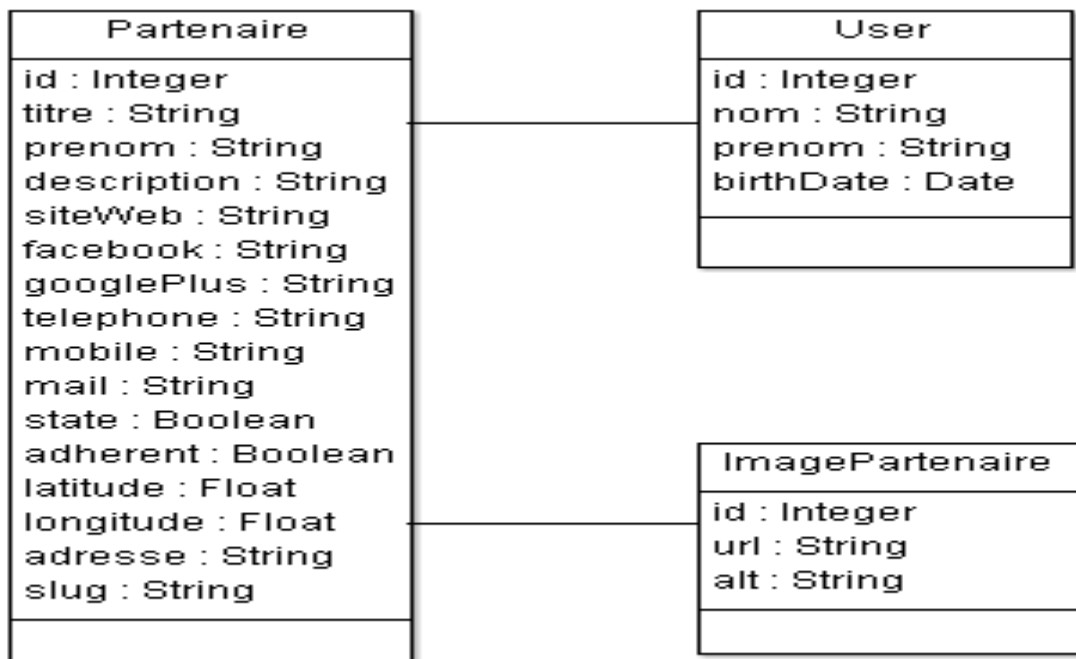 Partenaire
id : Integer
titre : String
prenom : String
description : String
siteWeb : String
facebook : String
googlePlus : String
telephone : String
mobile : String
mail : String
state : Boolean
adherent : Boolean
latitude : Float
longitude : Float
adresse : String
slug : String
User
id : Integer
nom : String
prenom : String
birthDate : Date
ImagePartenaire
id : Integer
url : String
alt : String